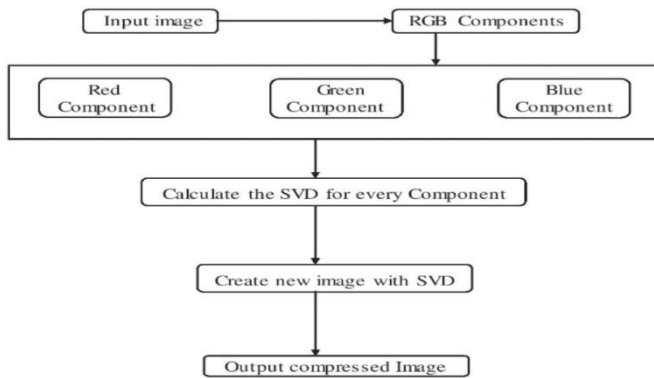 Input image
RGB Components
Red
Component
Green
Component
Blue
Component
Calculate the SVD for every Component
Create new image with SVD
Output compressed Image